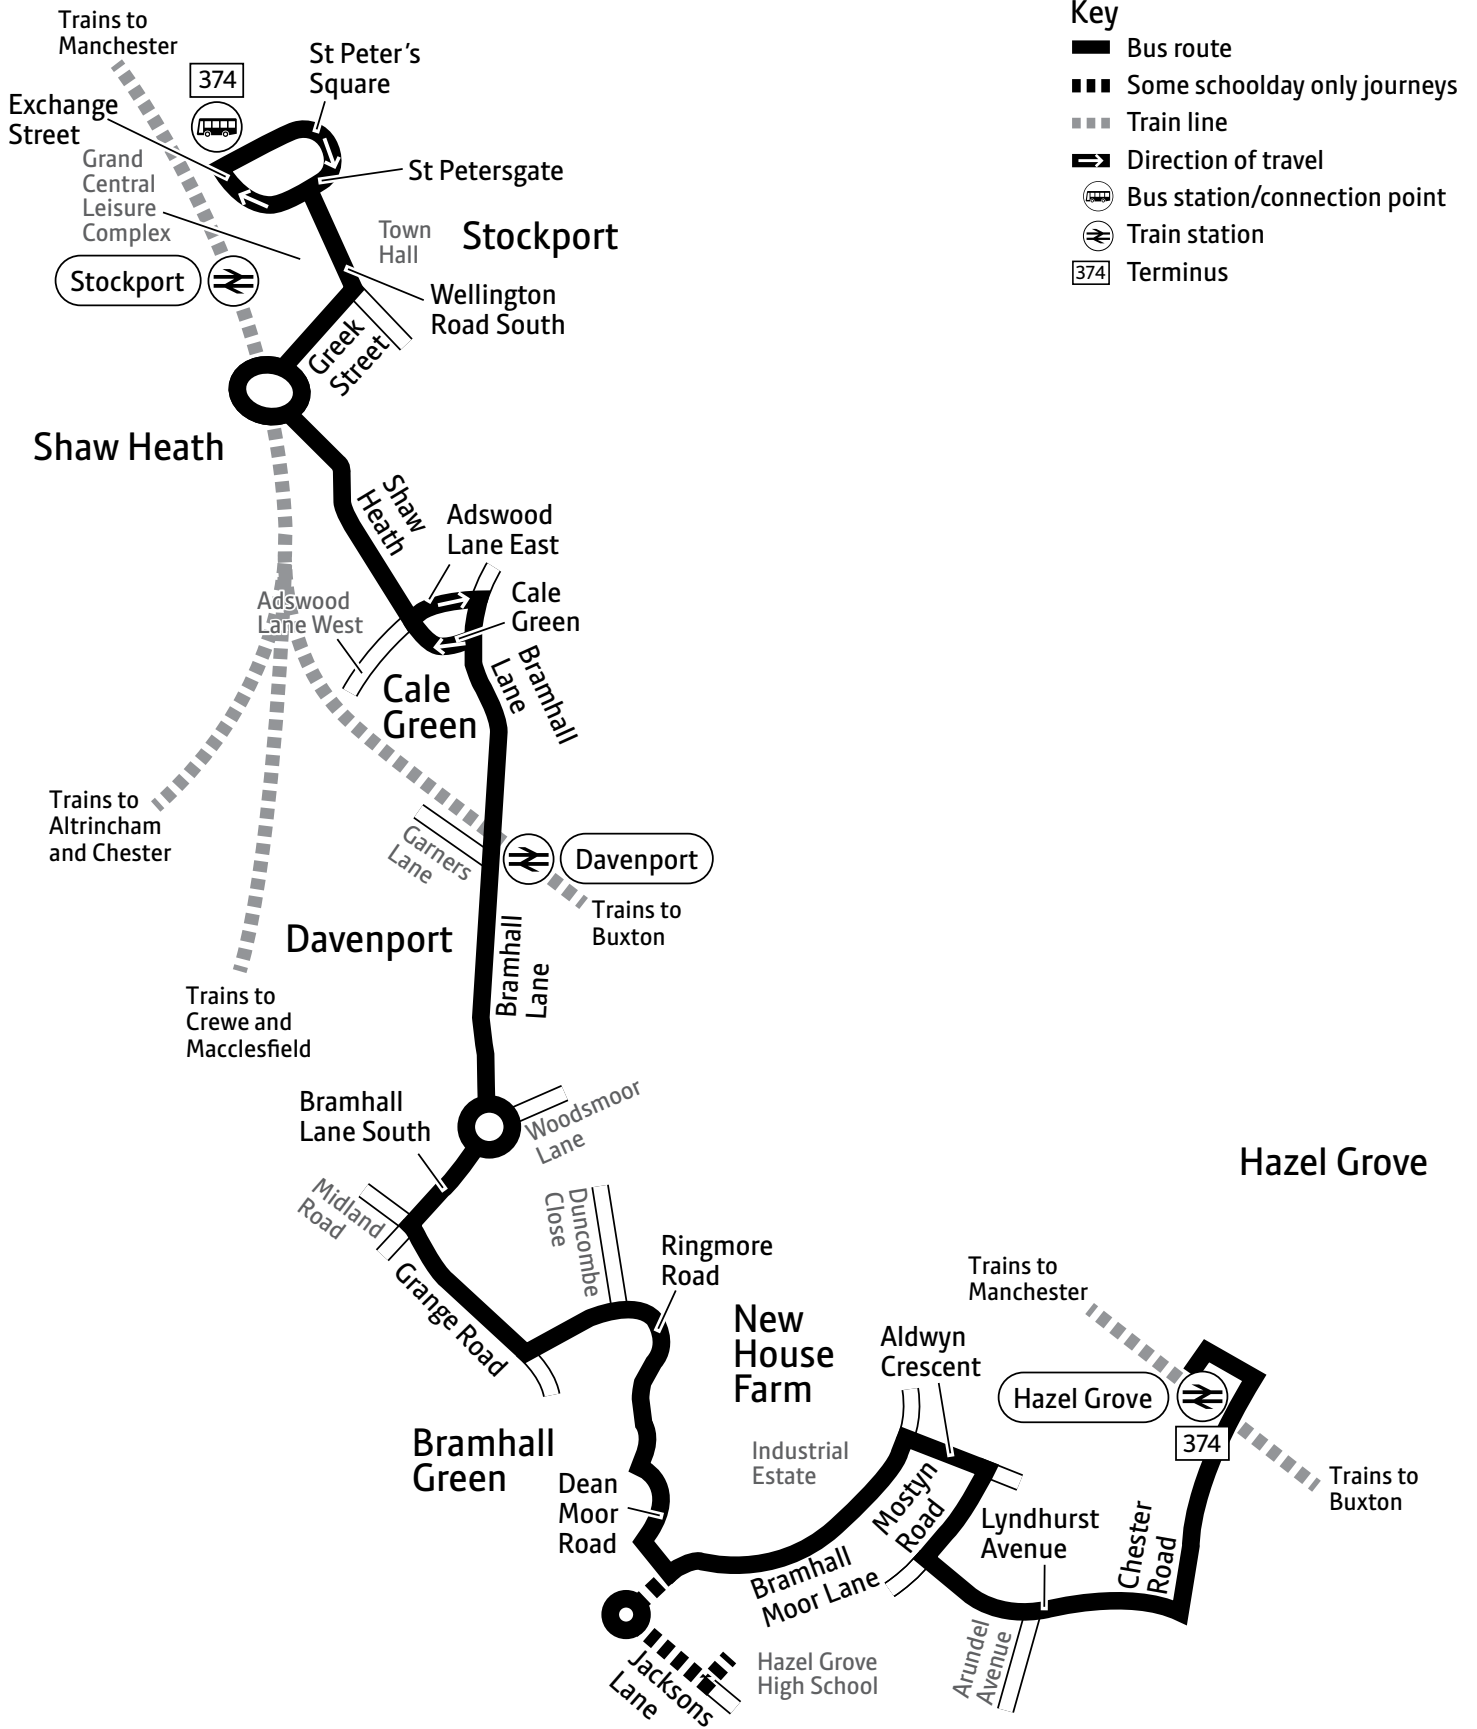 Trains to
Manchester
374
Exchange
Street
St Peter's
Square
St Petersgate
Grand
Central
Leisure
Complex
Town
Hall
Stockport
Stockport
Wellington
Road South
Greek
Street
Shaw Heath
Shaw
Heath
Adswood
Lane East
Cale
Green
Adswood
Lane West
Cale
Green
Bramhall
Lane
Trains to
Altrincham
and Chester
Garners
Lane
Davenport
Trains to
Buxton
Davenport
Bramhall
Lane
Trains to
Crewe and
Macclesfield
Bramhall
Lane South
Woodsmoor
Lane
Midland
Road
Duncombe
Close
Grange Road
Ringmore
Road
New
House
Farm
Bramhall
Green
Dean
Moor
Road
Industrial
Estate
Aldwyn
Crescent
Mostyn
Road
Bramhall
Moor Lane
Lyndhurst
Avenue
Arundel
Avenue
Chester
Road
Hazel Grove
Trains to
Manchester
Hazel Grove
374
Trains to
Buxton
Jacksons
Lane
Hazel Grove
High School
Key
Bus route
Some schoolday only journeys
Train line
Direction of travel
Bus station/connection point
Train station
374 Terminus